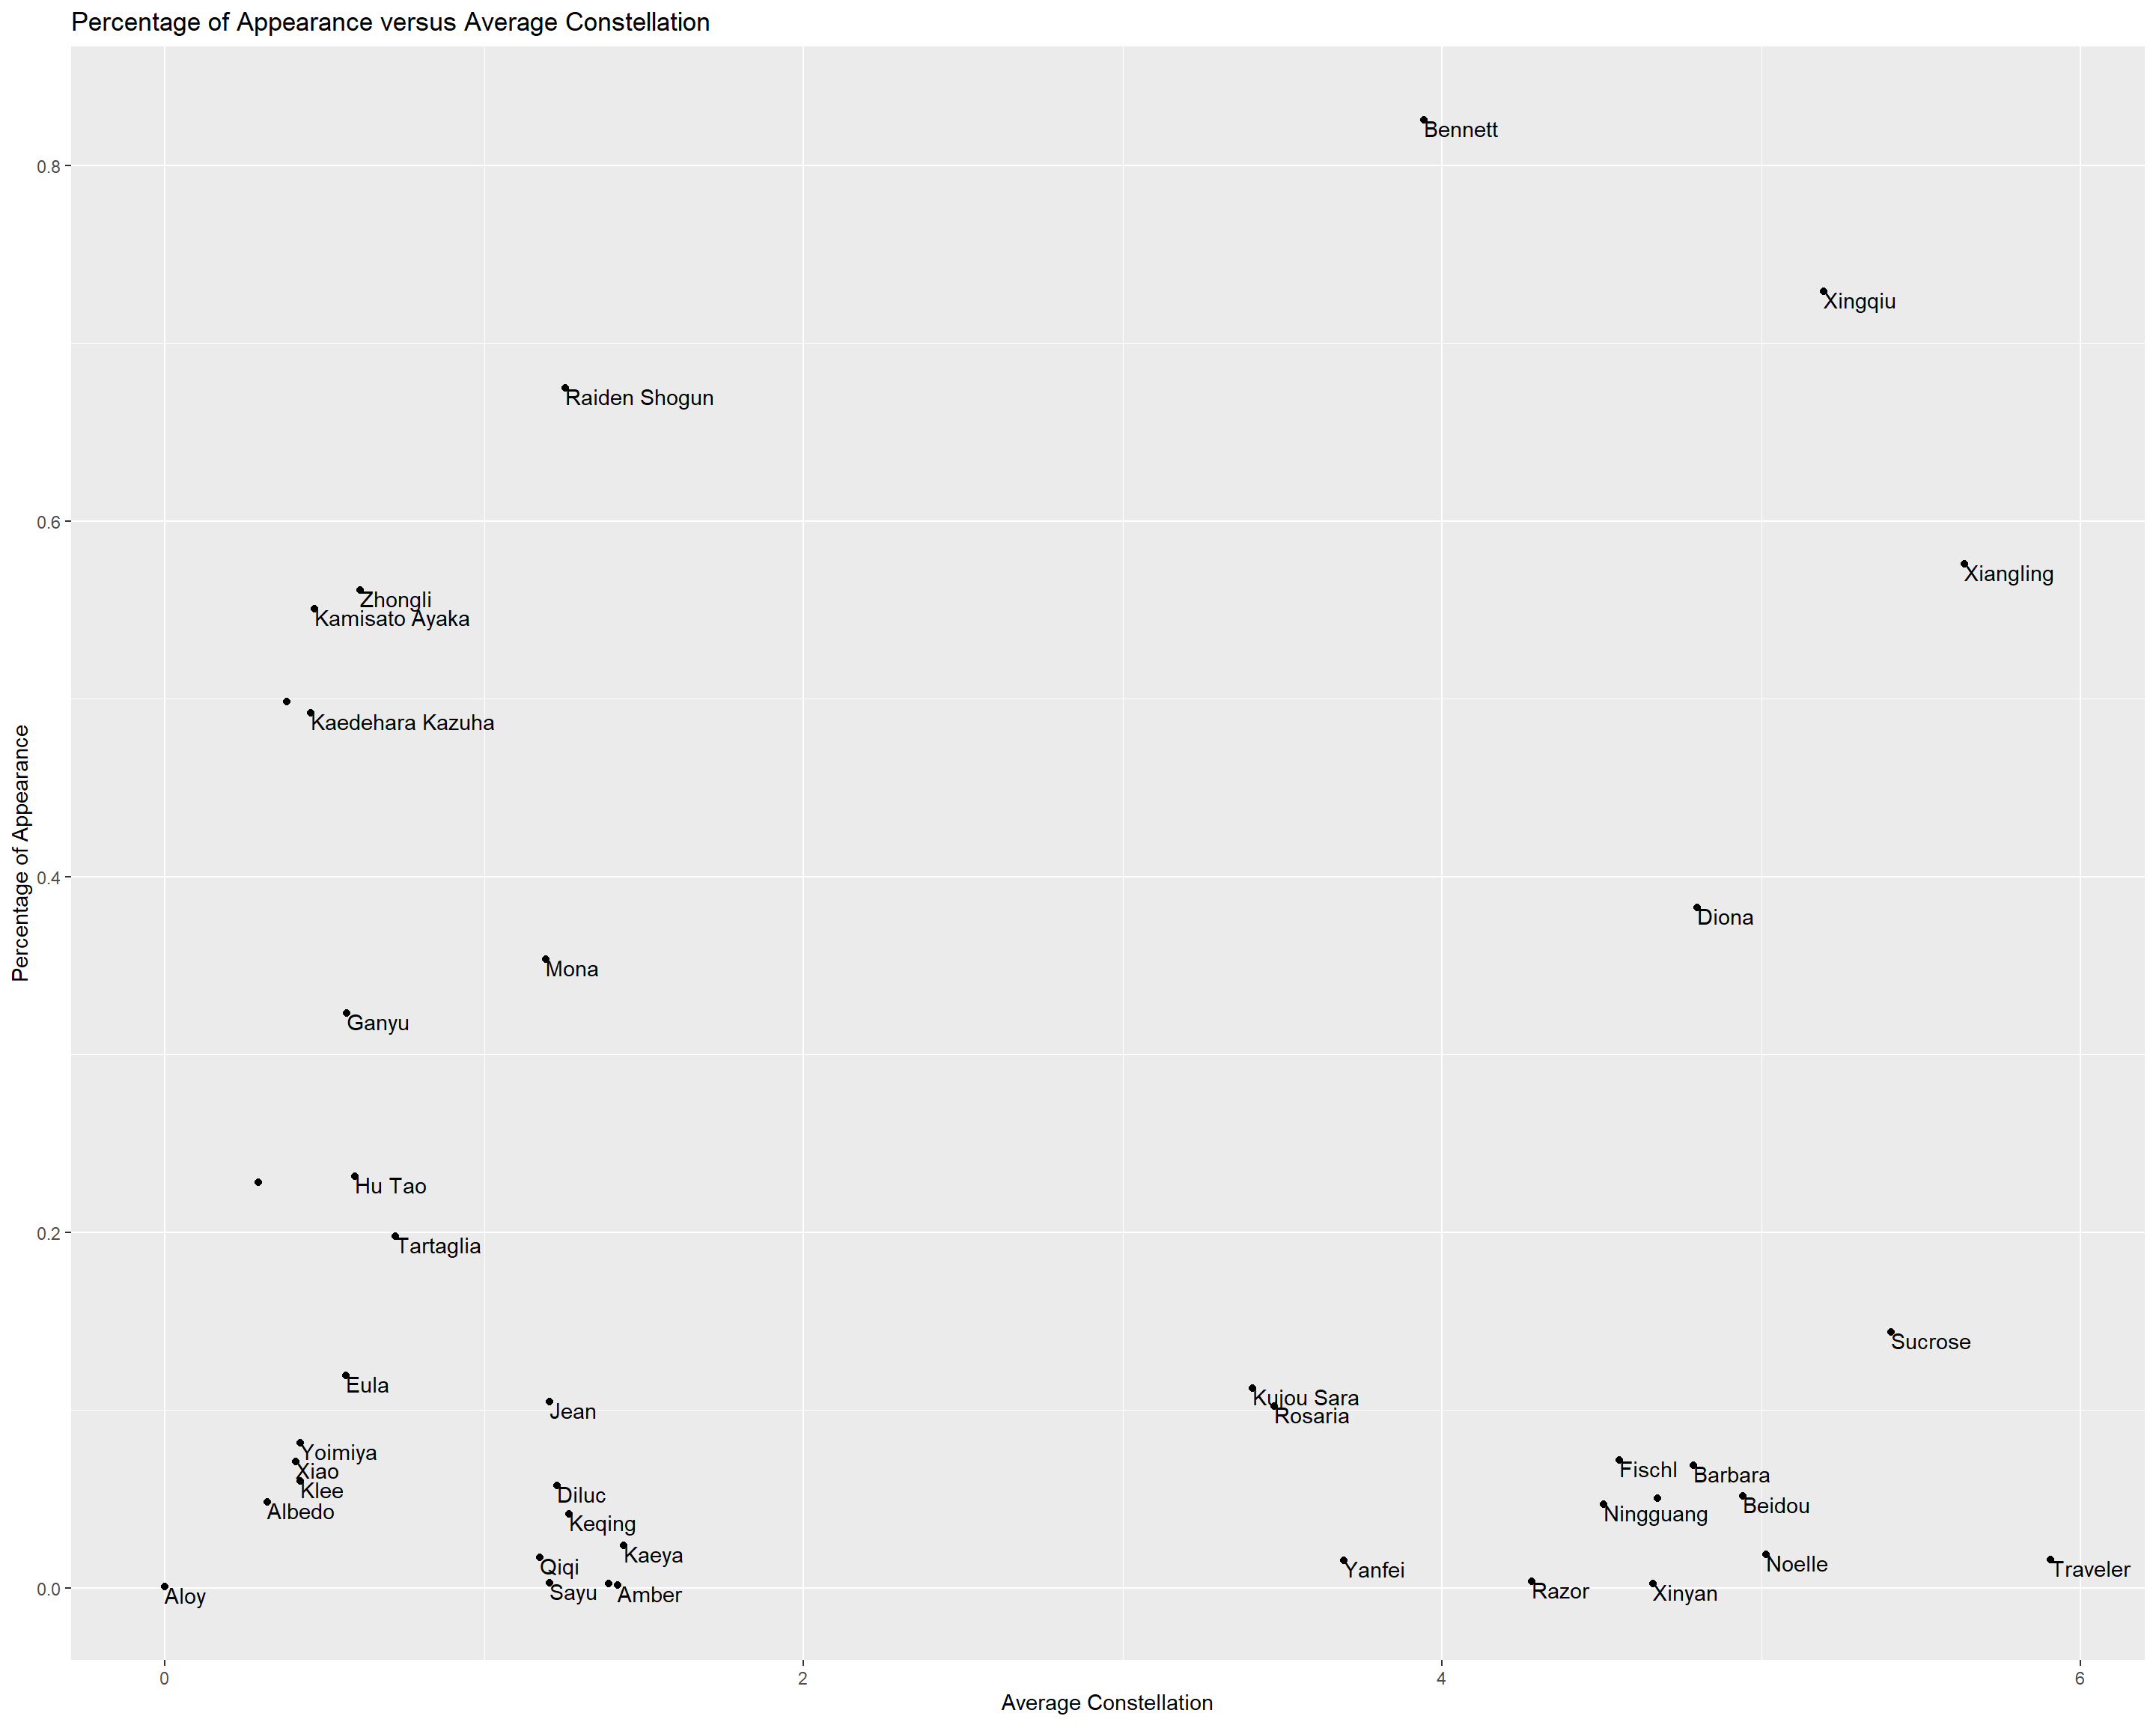 Percentage of Appearance versus Average Constellation
Bennett
0.8
Xingqiu
Raiden Shogun
0.6
Xiangling
Zhongli
Kamisato Ayaka
Kaedehara Kazuha
Percentage of Appearance
0.4
Diona
Mona
Ganyu
Hu Tao
0.2
Tartaglia
Sucrose
Eula
Kujou Sara
Jean
Rosaria
Yoimiya
Xiao
Fischl
Barbara
Klee
Diluc
Albedo
Beidou
Ningguang
Keqing
Kaeya
Noelle
Qiqi
Yanfei
Traveler
0.0
Aloy
Sayu
Amber
Razor
Xinyan
0
2
4
6
Average Constellation